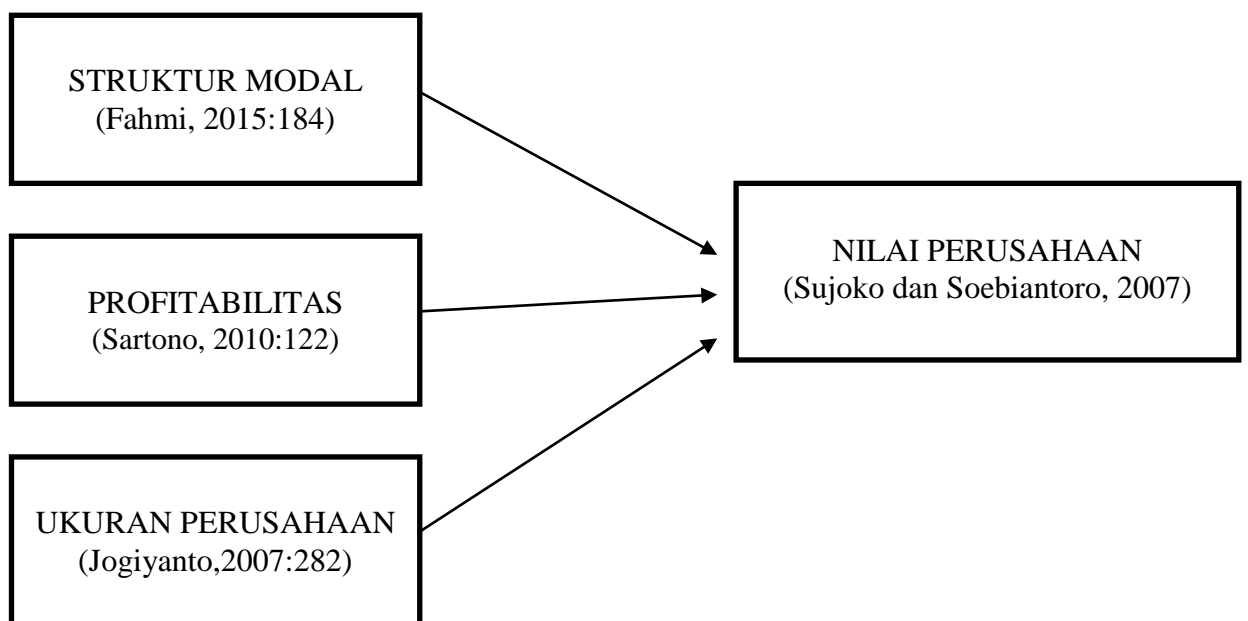 STRUKTUR MODAL
(Fahmi, 2015:184)
PROFITABILITAS
(Sartono, 2010:122)
UKURAN PERUSAHAAN
(Jogiyanto,2007:282)
NILAI PERUSAHAAN
(Sujoko dan Soebiantoro, 2007)